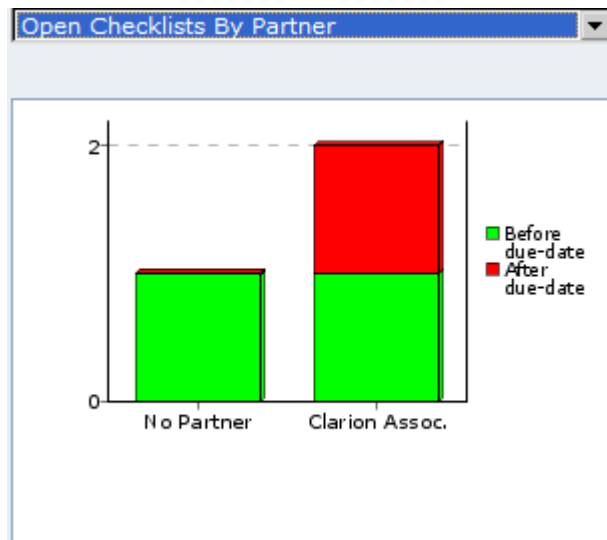 Open Checklists By Partner
2
Before
due-date
After
due-date
0
No Partner
Clarion Assoc.